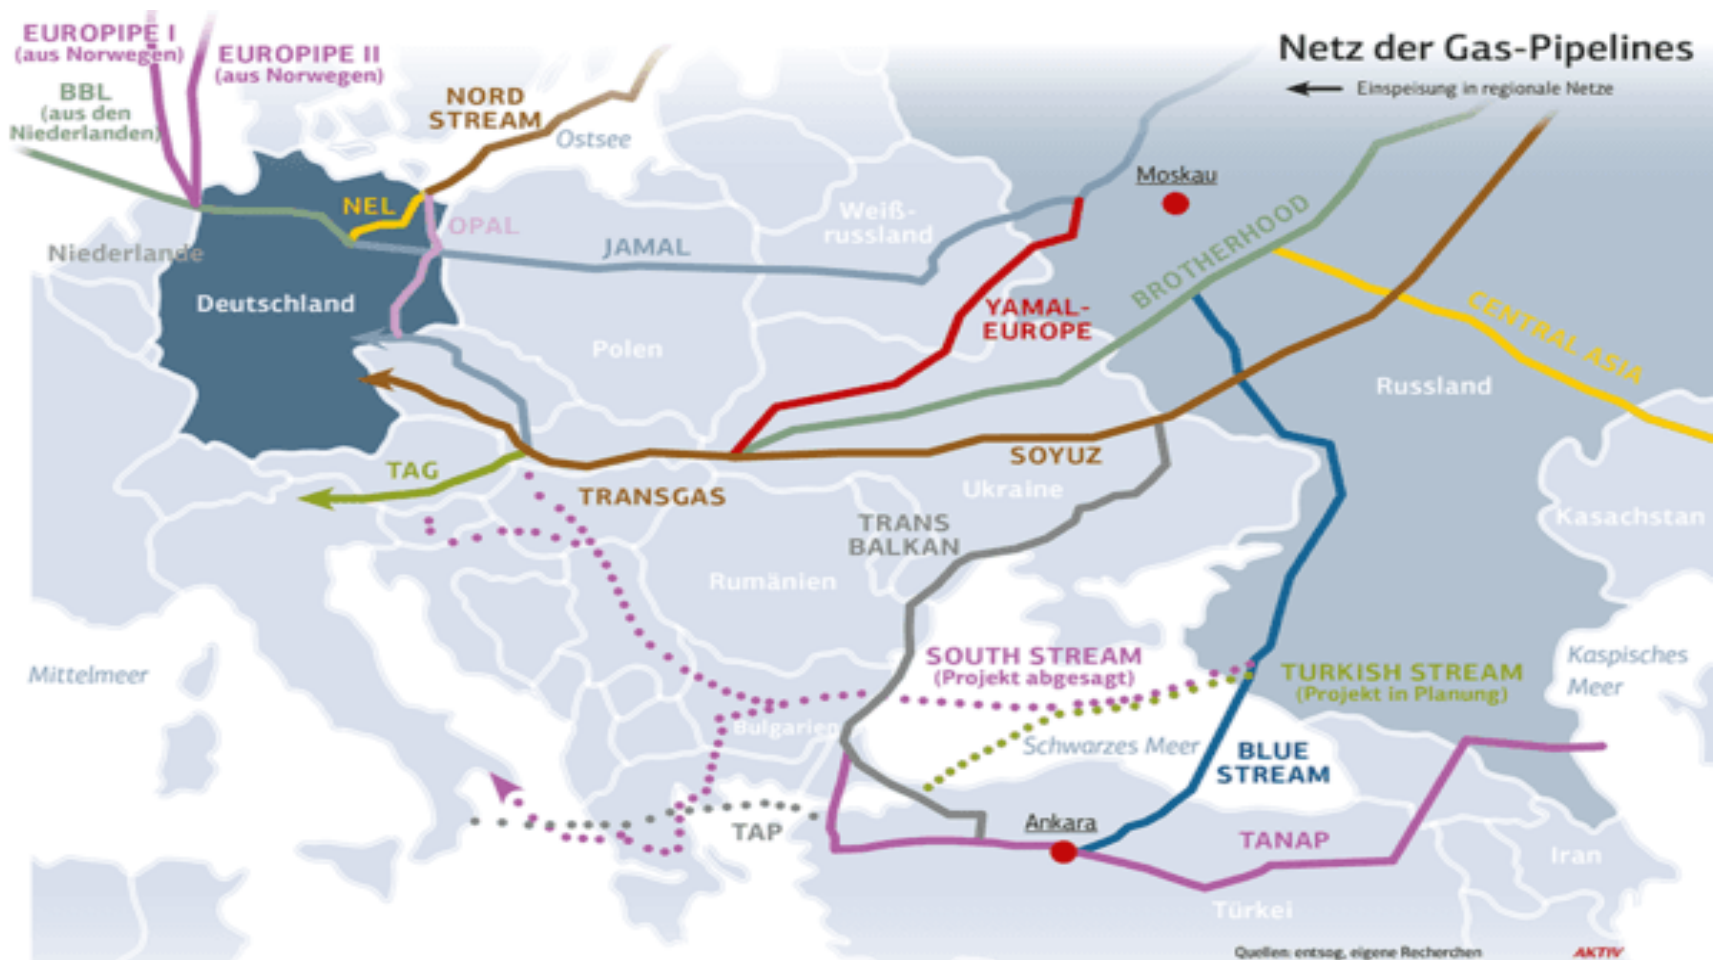 EUROPIPE I
(aus Norwegen)
EUROPIPE II
(aus Norwegen)
BBL
(aus den
Niederlanden)
NORD
STREAM
Ostsee
Netz der Gas-Pipelines
Einspeisung in regionale Netze
Moskau
NEL
OPAL
Weiß-
russland
JAMAL
BROTHERHOOD
Niederlande
Deutschland
YAMAL-
EUROPE
CENTRAL ASIA
Polen
Russland
TAG
TRANSGAS
SOYUZ
Ukraine
TRANS
BALKAN
Kasachstan
Rumänien
Mittelmeer
SOUTH STREAM
(Projekt abgesagt)
TURKISH STREAM
(Projekt in Planung)
Kaspisches
Meer
Bulgarien
Schwarzes Meer
BLUE
STREAM
TAP
Ankara
TANAP
Iran
Türkei
Quellen: entsog, eigene Recherchen
AKTIV